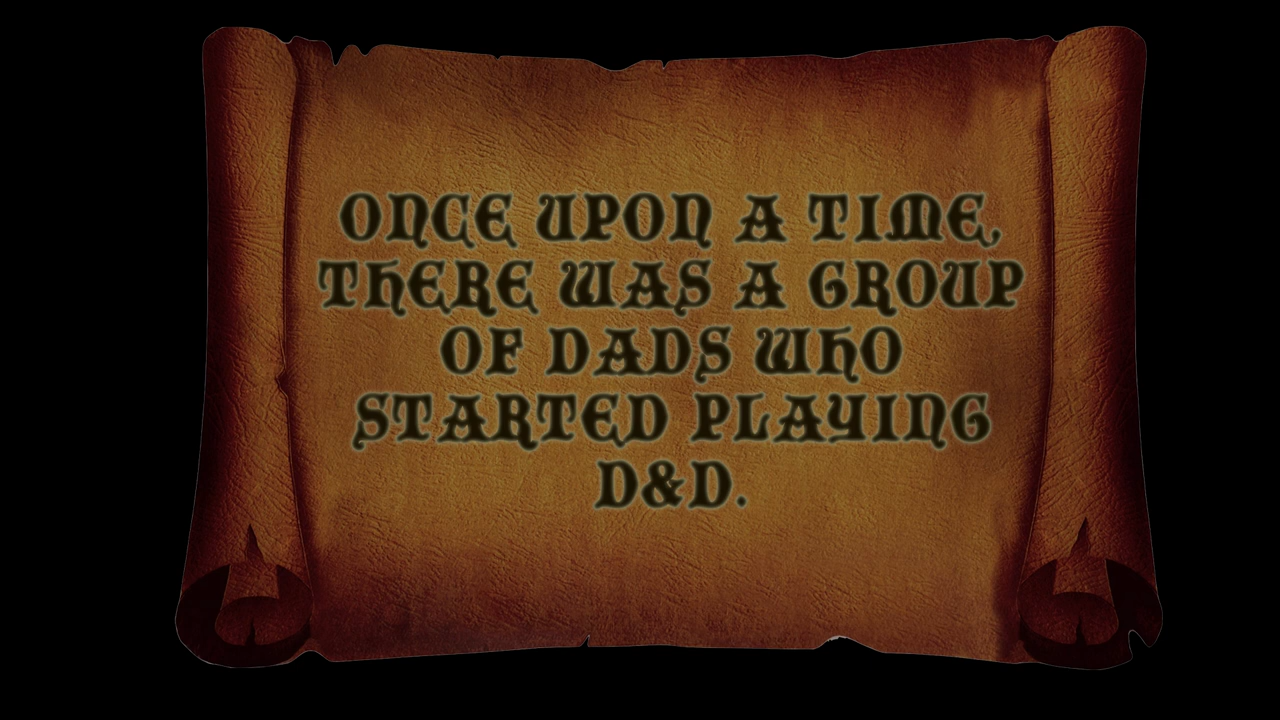 ONCE UPON A TIME,
THERE WAS A GROUP
OF DADS WHO
STARTED PLAYING
D&D.